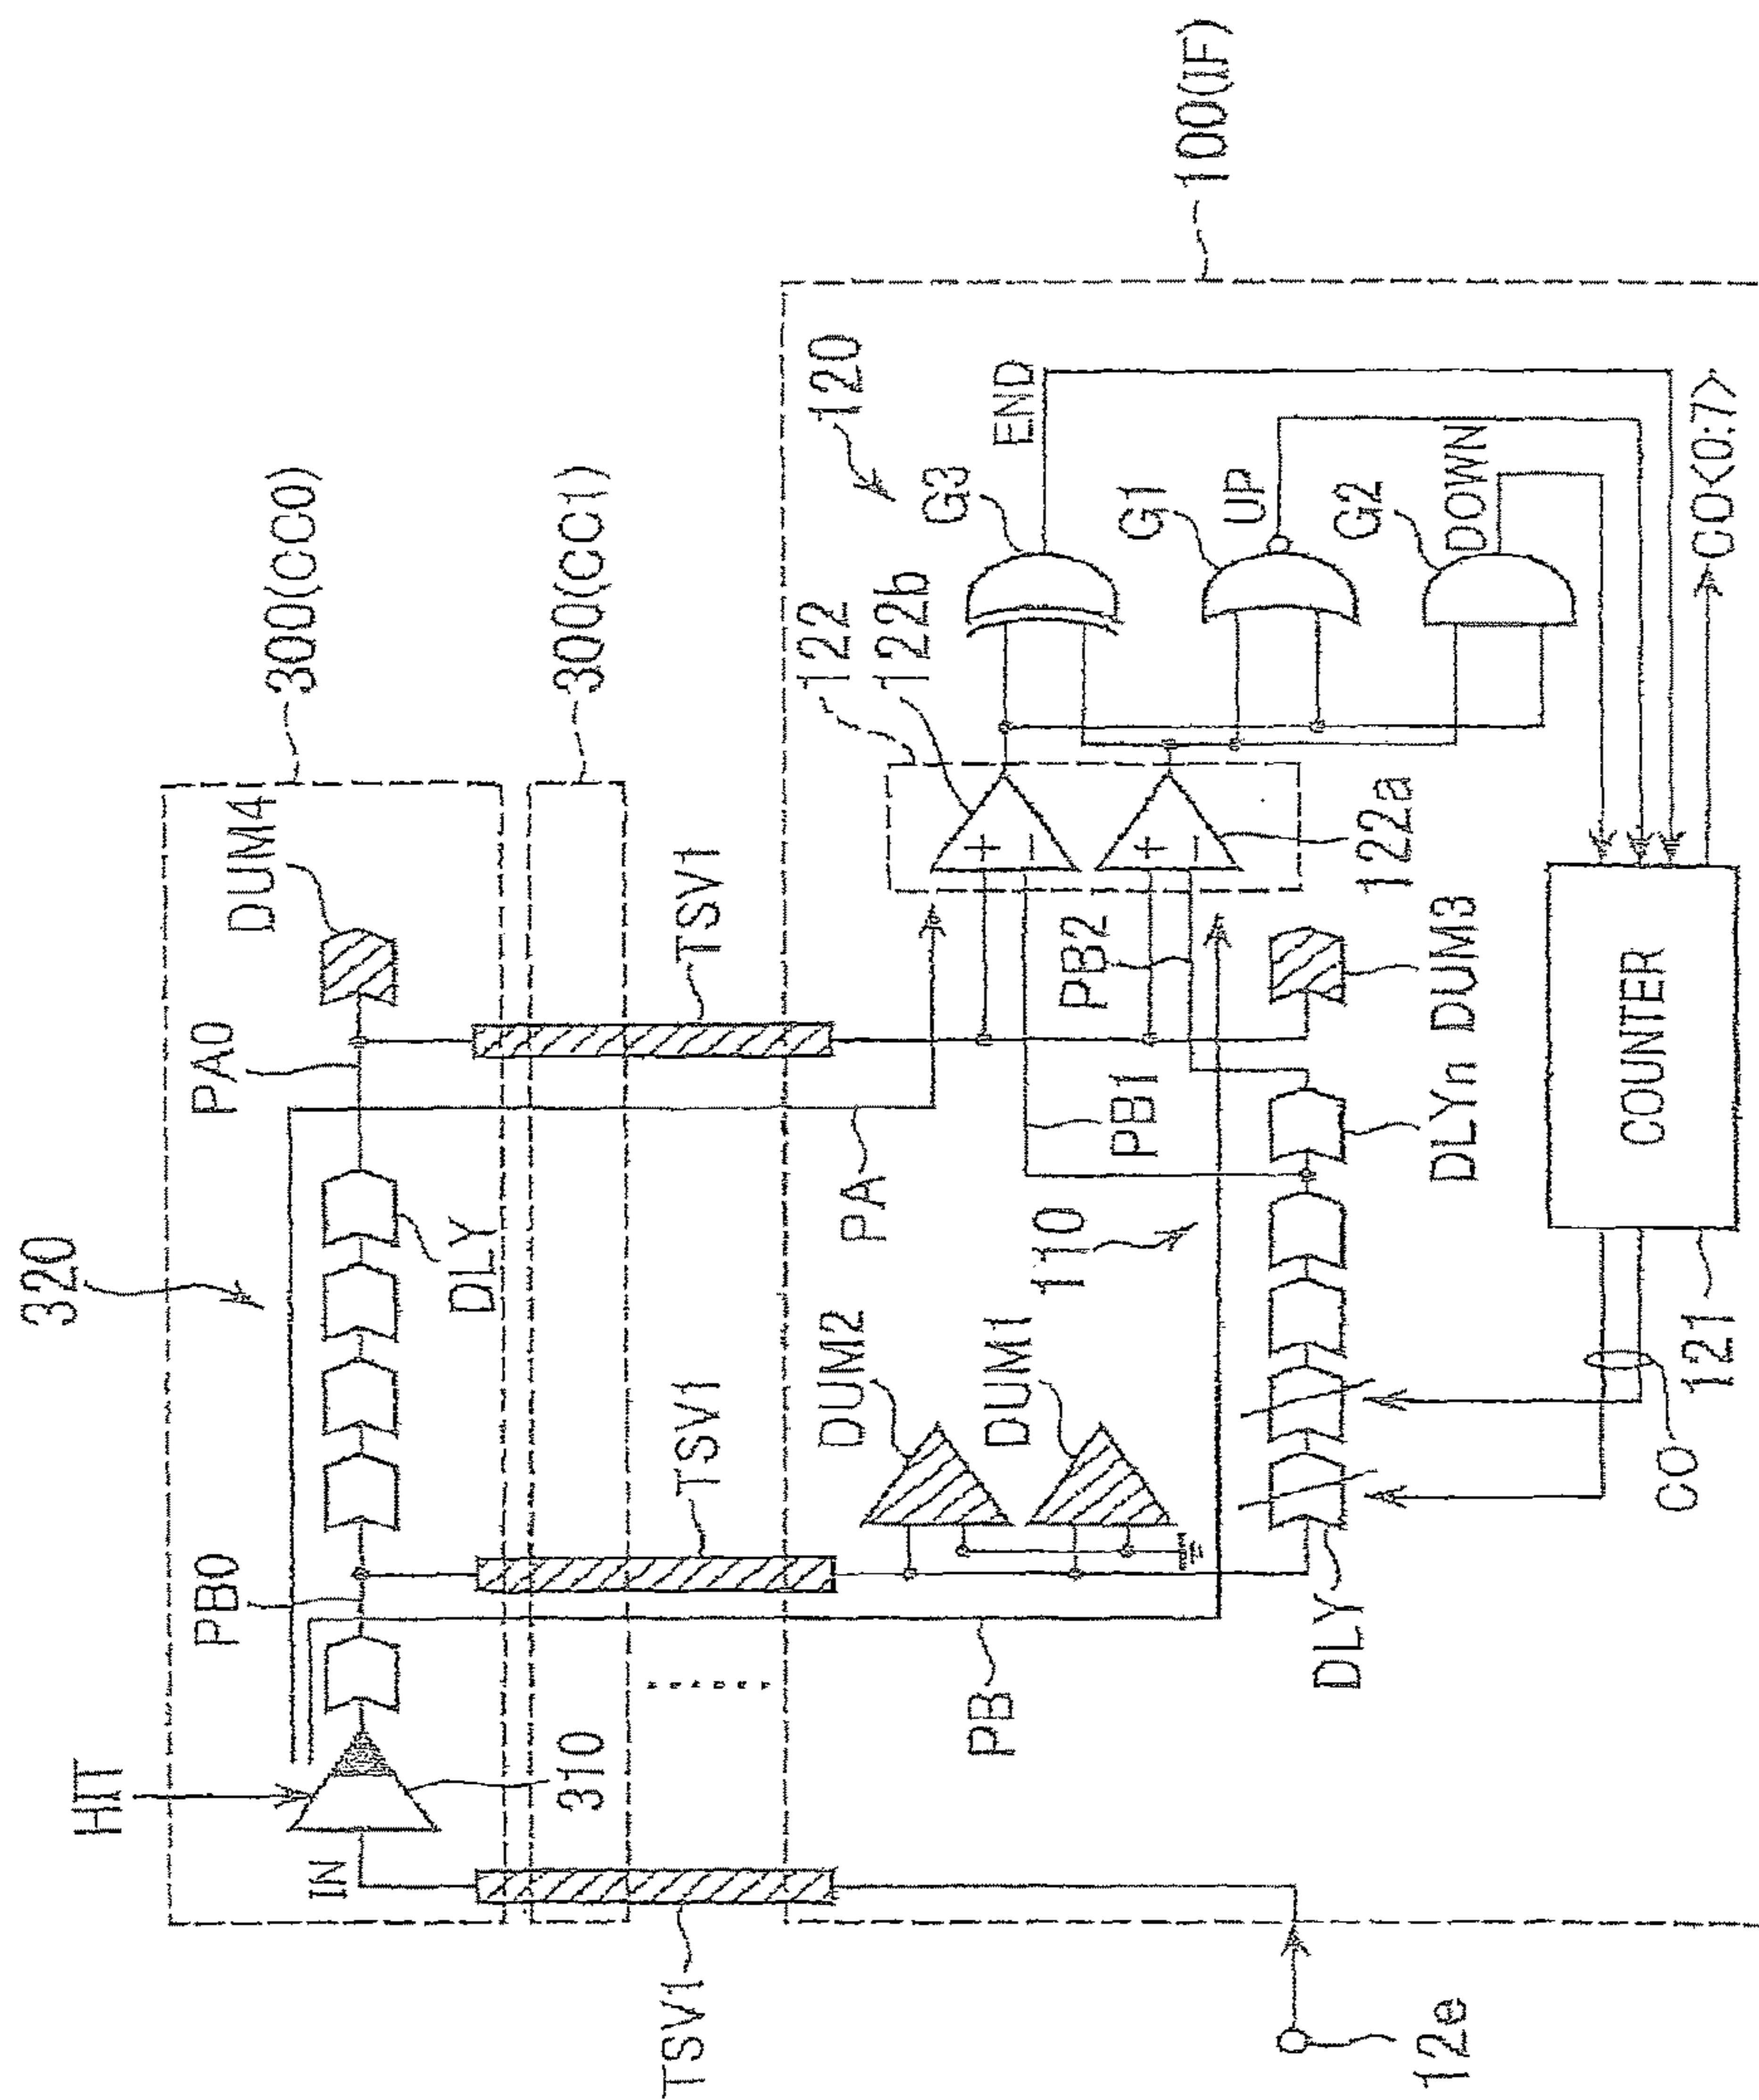 HIT
320
PB0
PA0
DUM4
300(CC0)
IN
310
DLY
300(CC1)
TSV1
TSV1
TSV1
100(IF)
PB
PA
DUM2
DUM1
110
PB1
PB2
122
122b
122a
+
−
+
−
120
G3
END
G1
UP
G2
DOWN
DLY
DLYn
DUM3
COUNTER
CO
121
CO<0:7>
12e